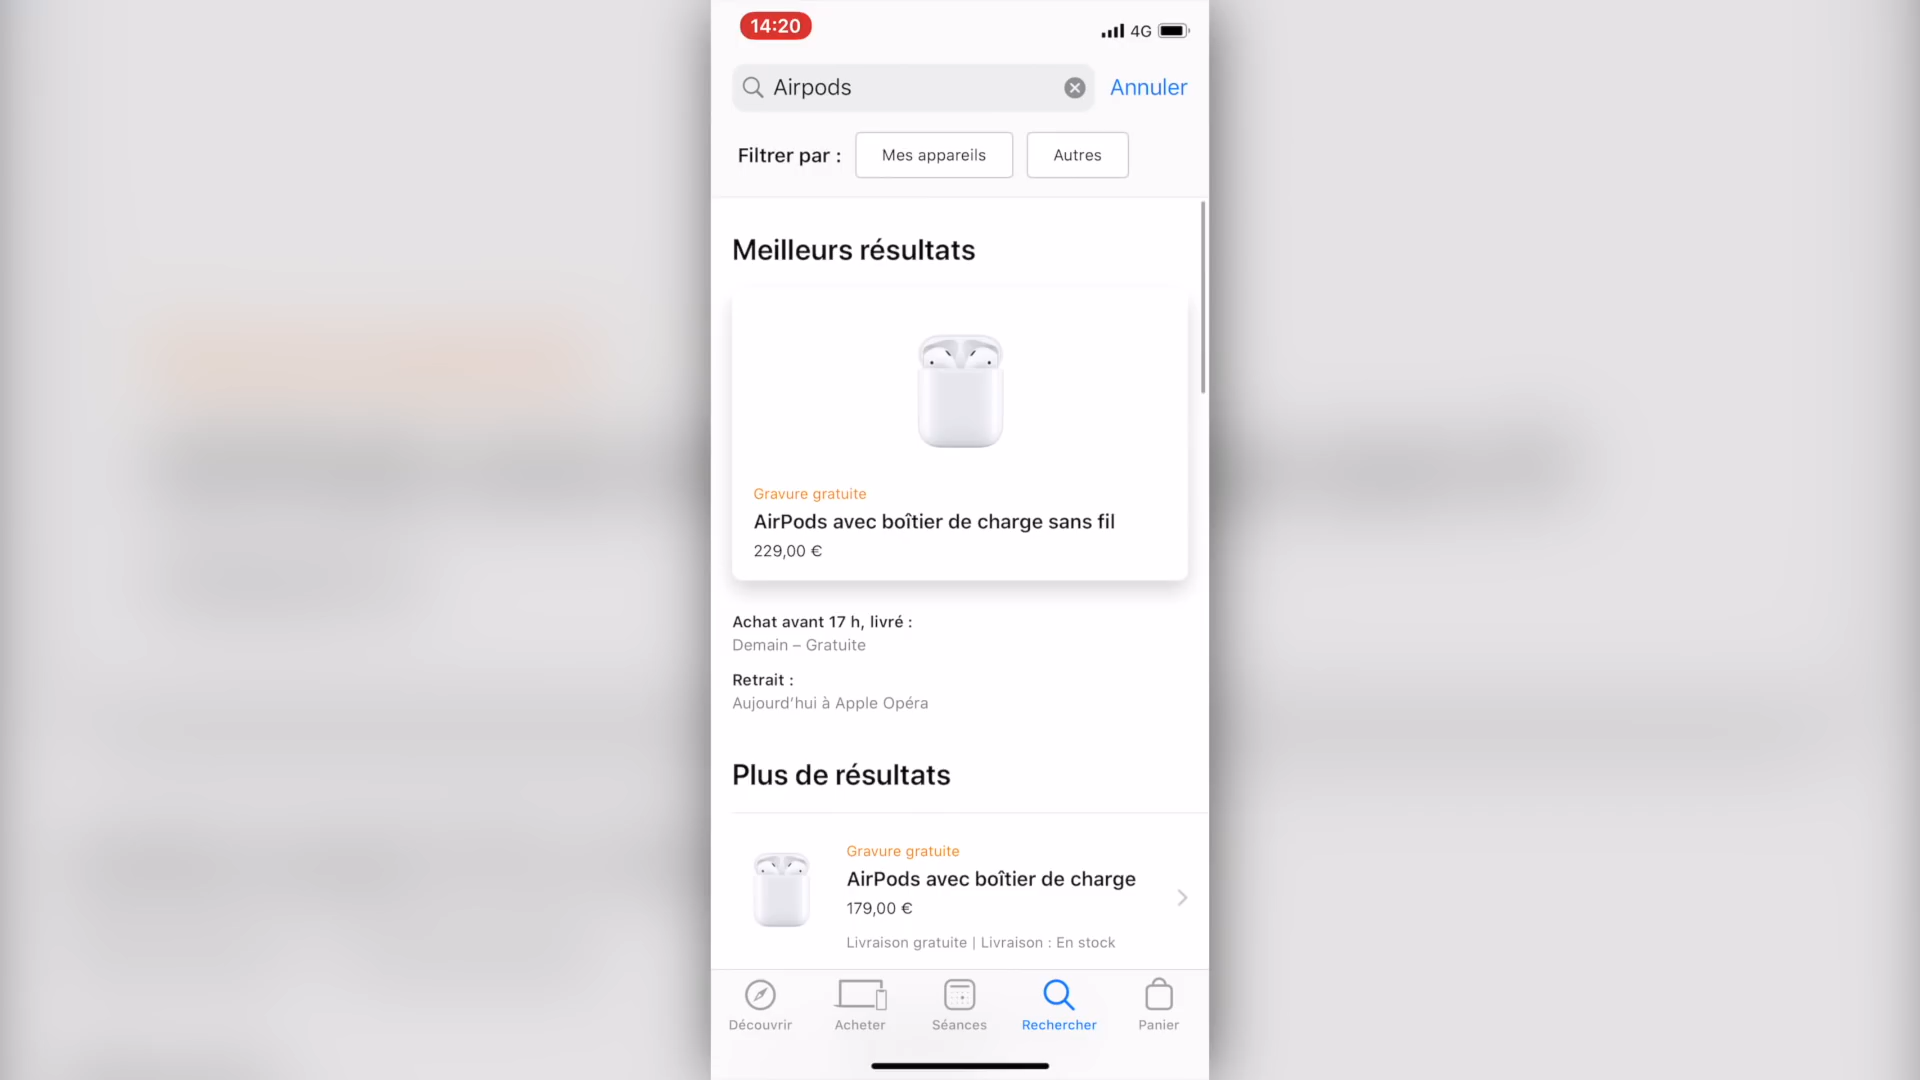 14:20
4G
Airpods
Annuler
Filtrer par :
Mes appareils
Autres
Meilleurs résultats
Gravure gratuite
AirPods avec boîtier de charge sans fil
229,00 €
Achat avant 17 h, livré :
Demain – Gratuite
Retrait :
Aujourd’hui à Apple Opéra
Plus de résultats
Gravure gratuite
AirPods avec boîtier de charge
179,00 €
Livraison gratuite | Livraison : En stock
Découvrir
Acheter
Séances
Rechercher
Panier